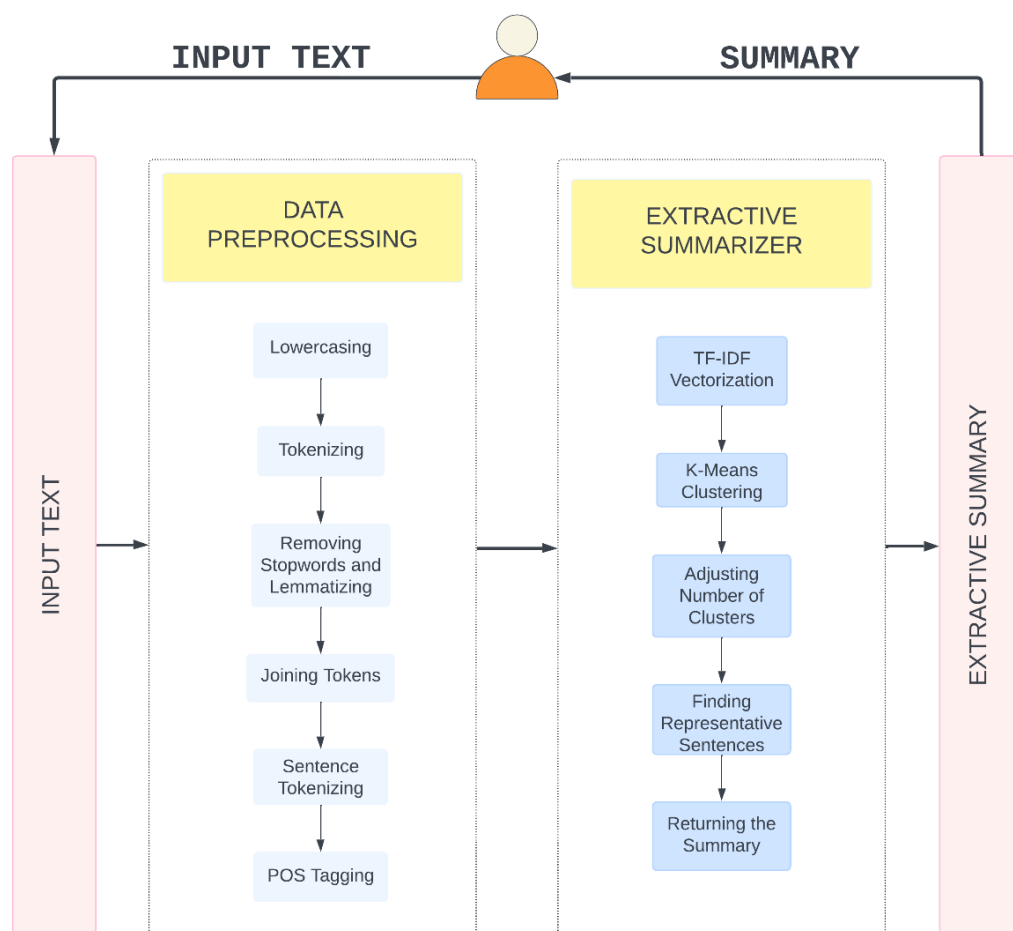 INPUT TEXT
SUMMARY
INPUT TEXT
DATA
PREPROCESSING
Lowercasing
Tokenizing
Removing
Stopwords and
Lemmatizing
Joining Tokens
Sentence
Tokenizing
POS Tagging
EXTRACTIVE
SUMMARIZER
TF-IDF
Vectorization
K-Means
Clustering
Adjusting
Number of
Clusters
Finding
Representative
Sentences
Returning the
Summary
EXTRACTIVE SUMMARY